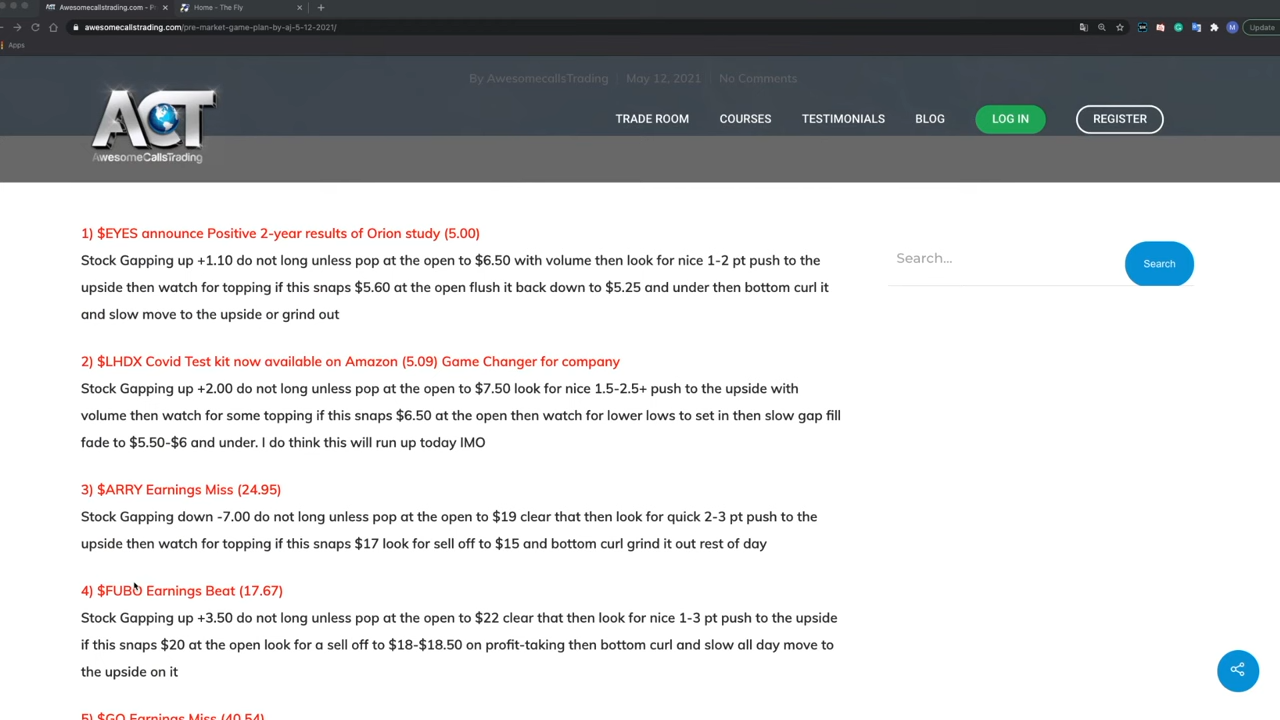 Awesomecallstrading.com – P
Home - The Fly
awesomecallstrading.com/pre-market-game-plan-by-aj-5-12-2021/
M
Update
Apps
By AwesomecallsTrading
May 12, 2021
No Comments
ACT
AwesomeCallsTrading
TRADE ROOM
COURSES
TESTIMONIALS
BLOG
LOG IN
REGISTER
1) $EYES announce Positive 2-year results of Orion study (5.00)
Stock Gapping up +1.10 do not long unless pop at the open to $6.50 with volume then look for nice 1-2 pt push to the
upside then watch for topping if this snaps $5.60 at the open flush it back down to $5.25 and under then bottom curl it
and slow move to the upside or grind out
2) $LHDX Covid Test kit now available on Amazon (5.09) Game Changer for company
Stock Gapping up +2.00 do not long unless pop at the open to $7.50 look for nice 1.5-2.5+ push to the upside with
volume then watch for some topping if this snaps $6.50 at the open then watch for lower lows to set in then slow gap fill
fade to $5.50-$6 and under. I do think this will run up today IMO
3) $ARRY Earnings Miss (24.95)
Stock Gapping down -7.00 do not long unless pop at the open to $19 clear that then look for quick 2-3 pt push to the
upside then watch for topping if this snaps $17 look for sell off to $15 and bottom curl grind it out rest of day
4) $FUBO Earnings Beat (17.67)
Stock Gapping up +3.50 do not long unless pop at the open to $22 clear that then look for nice 1-3 pt push to the upside
if this snaps $20 at the open look for a sell off to $18-$18.50 on profit-taking then bottom curl and slow all day move to
the upside on it
5) $GO Earnings Miss (40.54)
Search...
Search